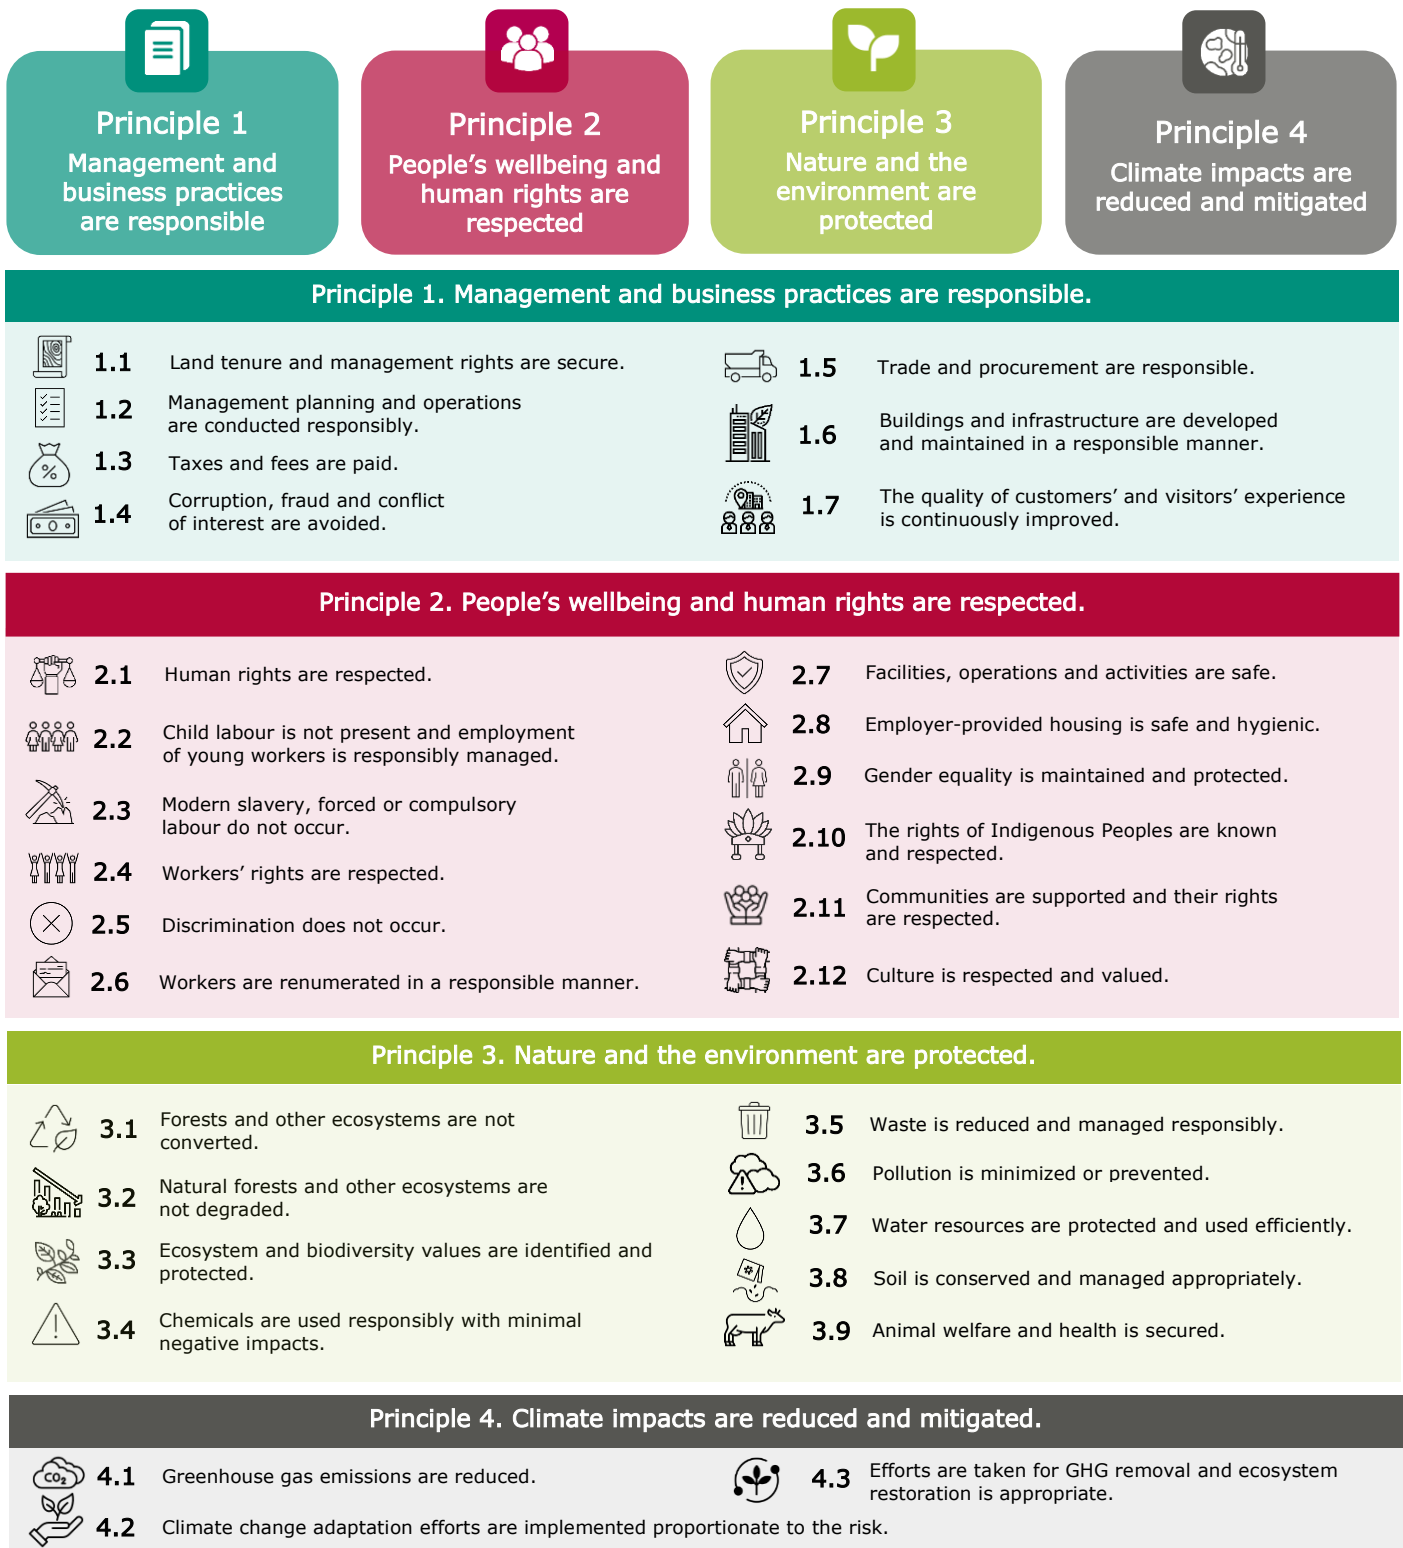 Principle 1
Management and
business practices
are responsible
Principle 2
People’s wellbeing and
human rights are
respected
Principle 3
Nature and the
environment are
protected
Principle 4
Climate impacts are
reduced and mitigated
Principle 1. Management and business practices are responsible.
1.1 Land tenure and management rights are secure.
1.2 Management planning and operations
are conducted responsibly.
1.3 Taxes and fees are paid.
%
1.4 Corruption, fraud and conflict
of interest are avoided.
1.5 Trade and procurement are responsible.
1.6 Buildings and infrastructure are developed
and maintained in a responsible manner.
1.7 The quality of customers’ and visitors’ experience
is continuously improved.
Principle 2. People’s wellbeing and human rights are respected.
2.1 Human rights are respected.
2.2 Child labour is not present and employment
of young workers is responsibly managed.
2.3 Modern slavery, forced or compulsory
labour do not occur.
2.4 Workers’ rights are respected.
2.5 Discrimination does not occur.
2.6 Workers are renumerated in a responsible manner.
2.7 Facilities, operations and activities are safe.
2.8 Employer-provided housing is safe and hygienic.
2.9 Gender equality is maintained and protected.
2.10 The rights of Indigenous Peoples are known
and respected.
2.11 Communities are supported and their rights
are respected.
2.12 Culture is respected and valued.
Principle 3. Nature and the environment are protected.
3.1 Forests and other ecosystems are not
converted.
3.2 Natural forests and other ecosystems are
not degraded.
3.3 Ecosystem and biodiversity values are identified and
protected.
3.4 Chemicals are used responsibly with minimal
negative impacts.
3.5 Waste is reduced and managed responsibly.
3.6 Pollution is minimized or prevented.
3.7 Water resources are protected and used efficiently.
3.8 Soil is conserved and managed appropriately.
3.9 Animal welfare and health is secured.
Principle 4. Climate impacts are reduced and mitigated.
CO₂
4.1 Greenhouse gas emissions are reduced.
4.2 Climate change adaptation efforts are implemented proportionate to the risk.
4.3 Efforts are taken for GHG removal and ecosystem
restoration is appropriate.